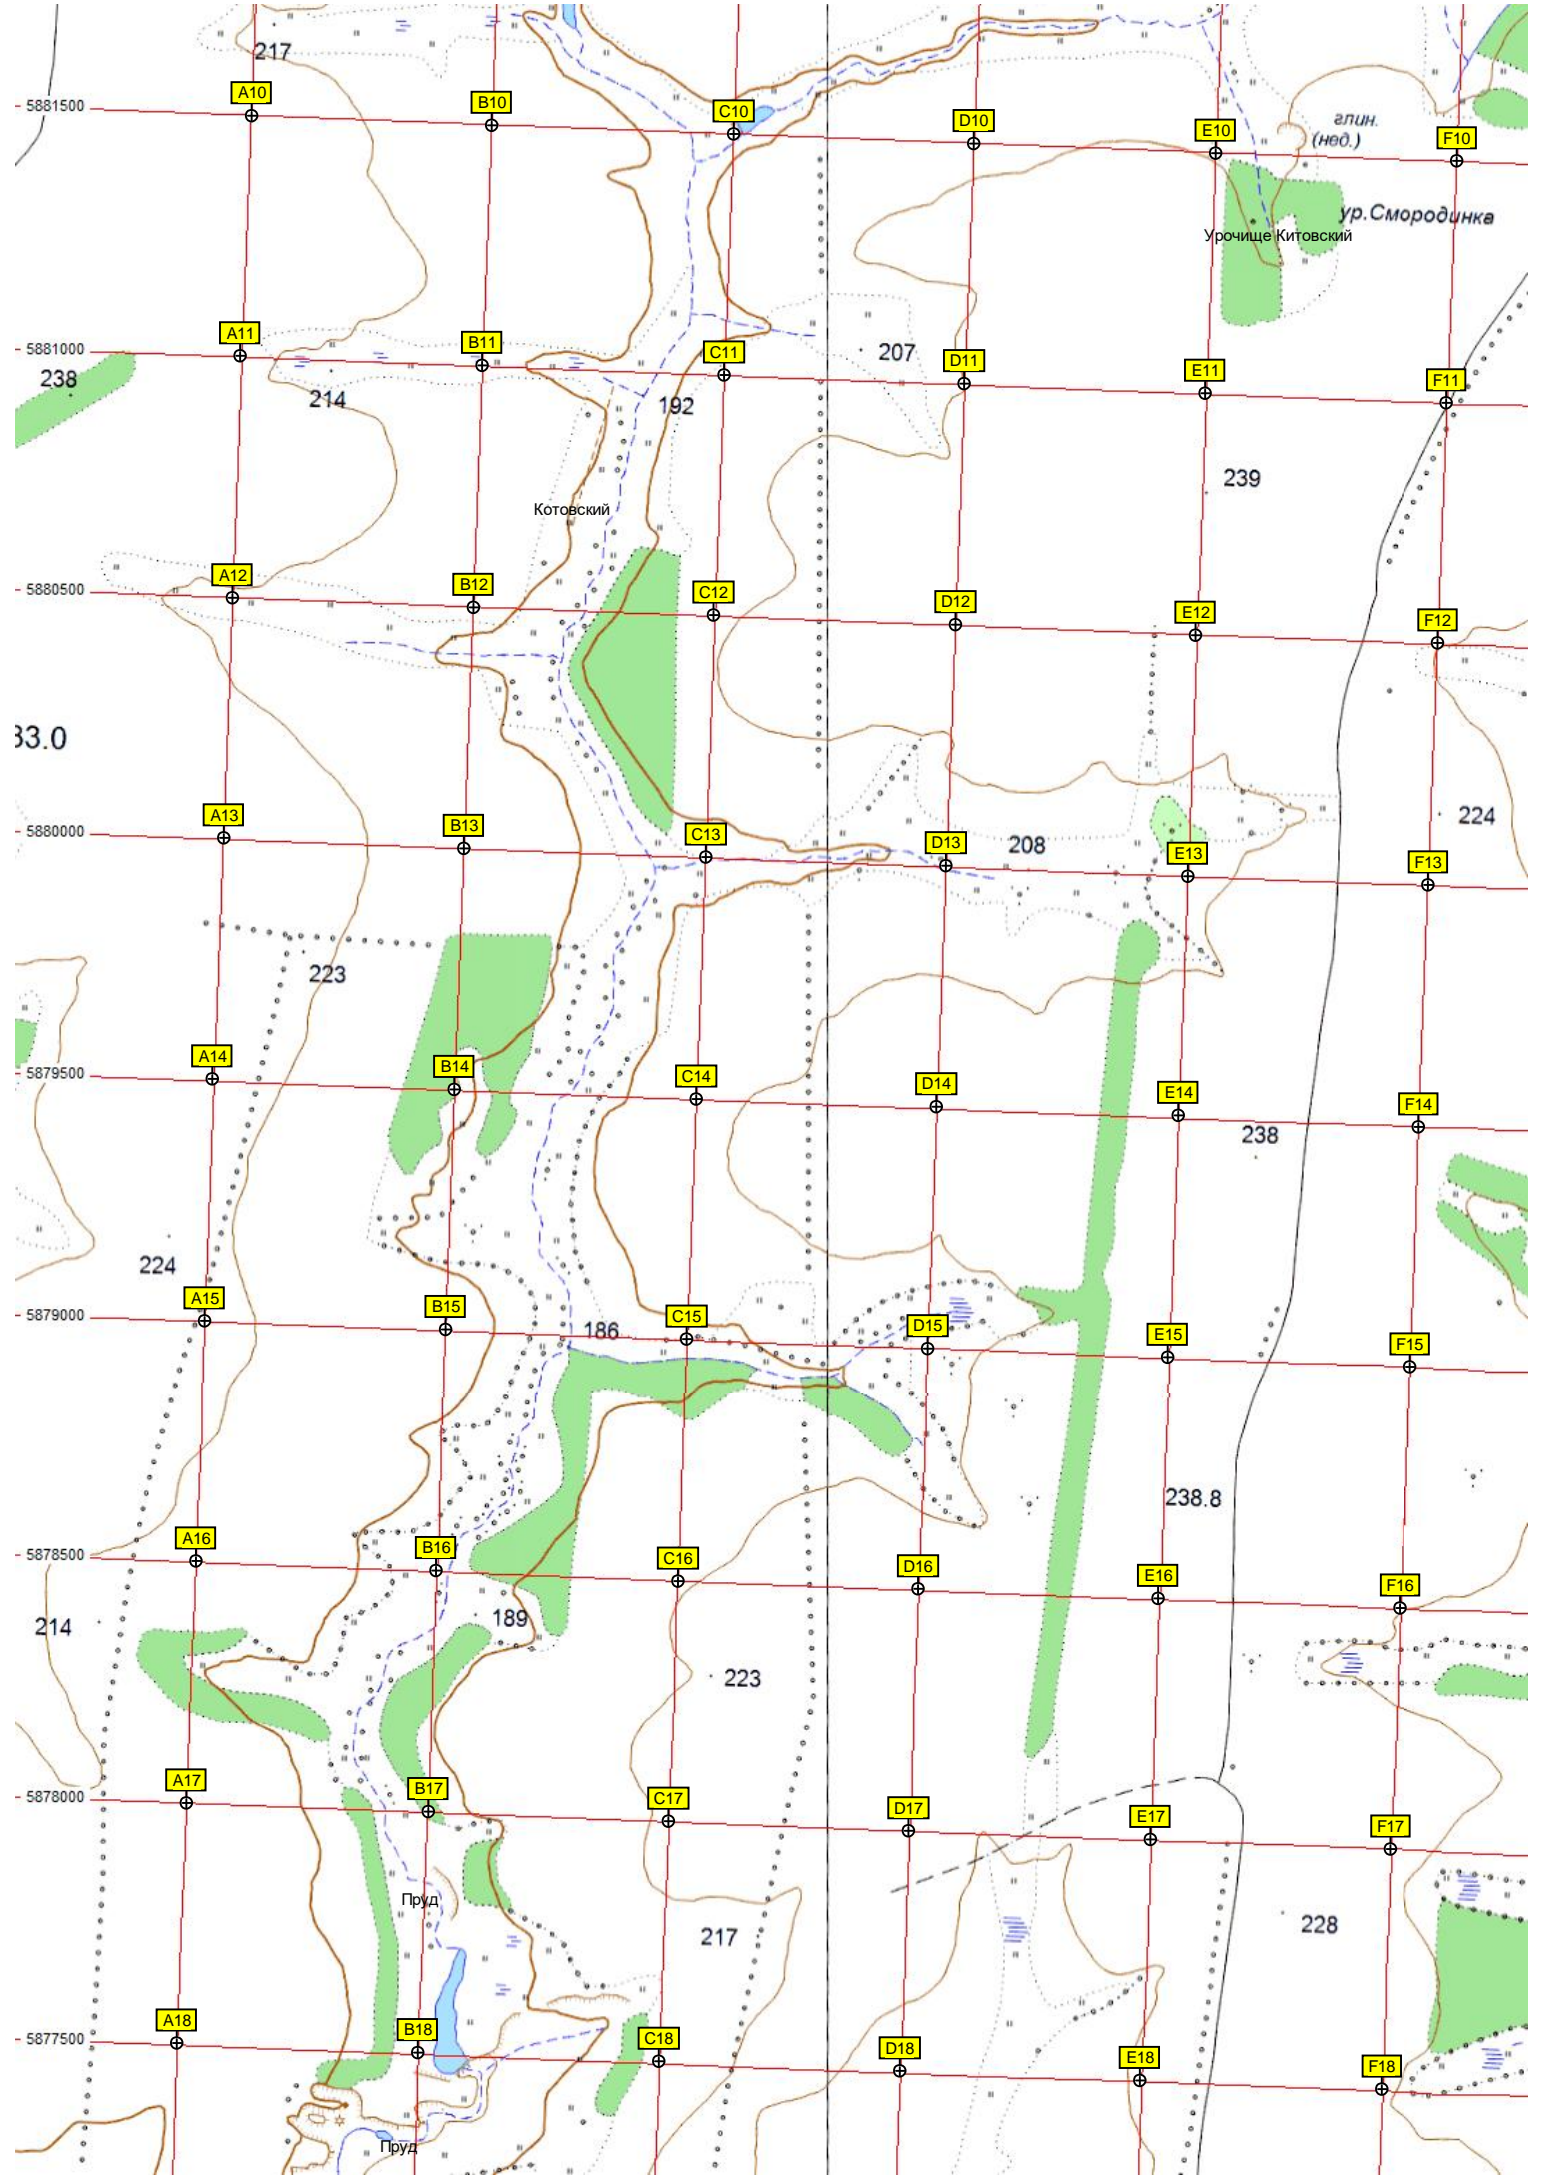 217
A10
B10
C10
D10
E10
F10
5881500
глин.
(нед.)
ур.Смородинка
Урочище Китовский
A11
B11
C11
D11
E11
F11
5881000
238
214
192
207
239
Котовский
A12
B12
C12
D12
E12
F12
5880500
33.0
A13
B13
C13
D13
E13
F13
5880000
208
224
223
A14
B14
C14
D14
E14
F14
5879500
238
224
A15
B15
C15
D15
E15
F15
5879000
186
238.8
A16
B16
C16
D16
E16
F16
5878500
214
189
223
A17
B17
C17
D17
E17
F17
5878000
Пруд
217
228
A18
B18
C18
D18
E18
F18
5877500
Пруд